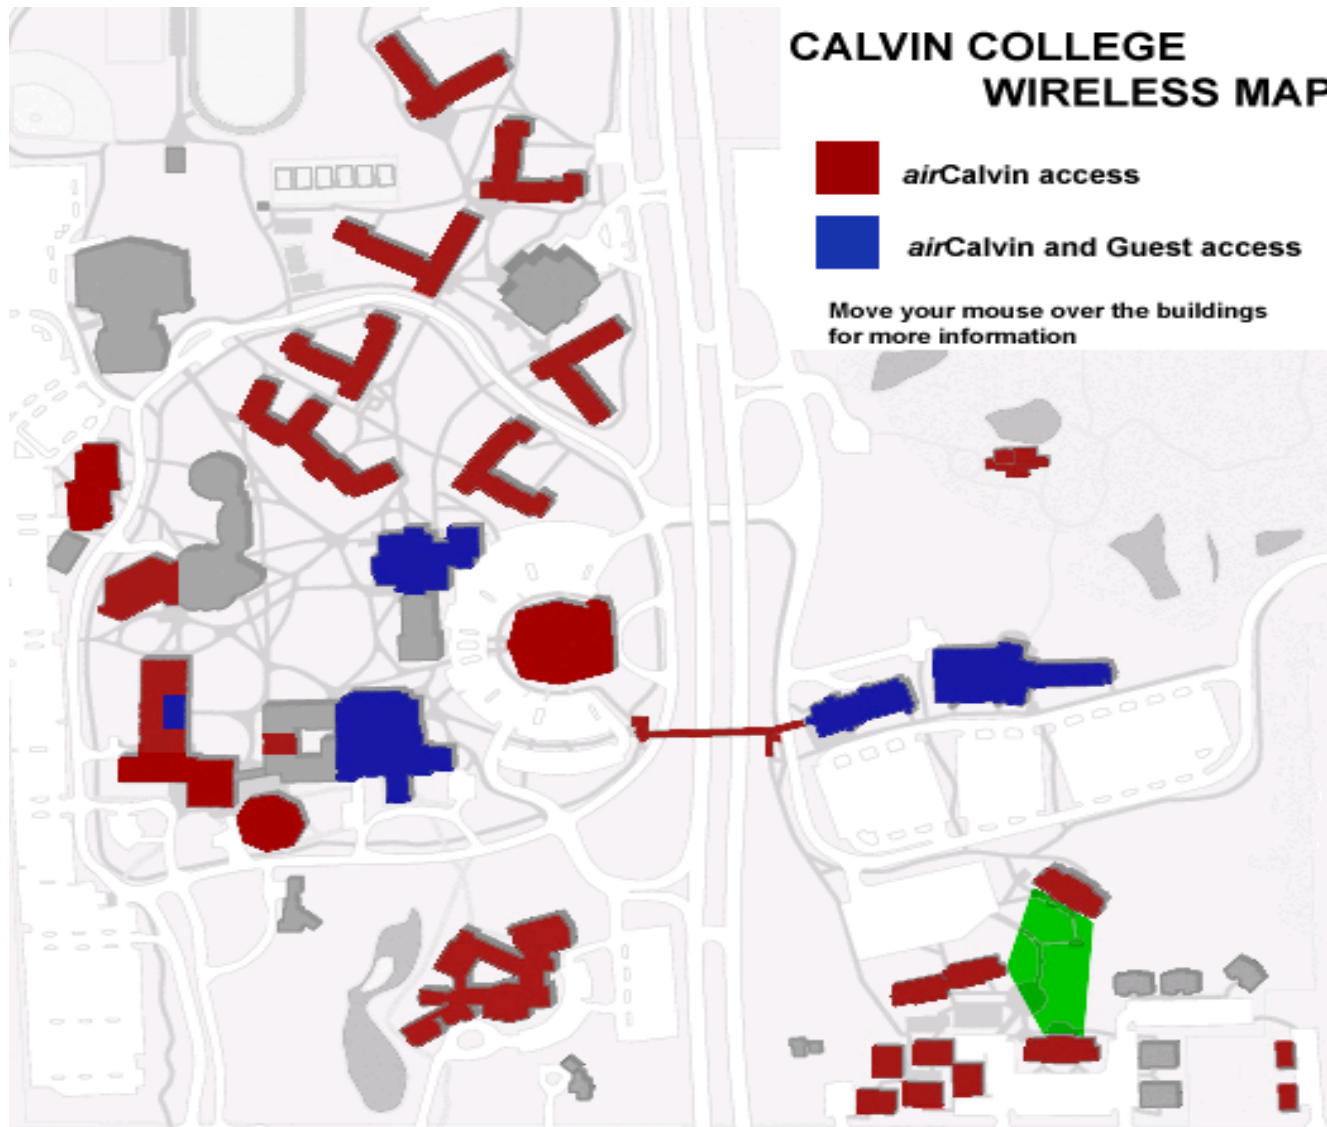 CALVIN COLLEGE
WIRELESS MAP
airCalvin access
airCalvin and Guest access
Move your mouse over the buildings
for more information